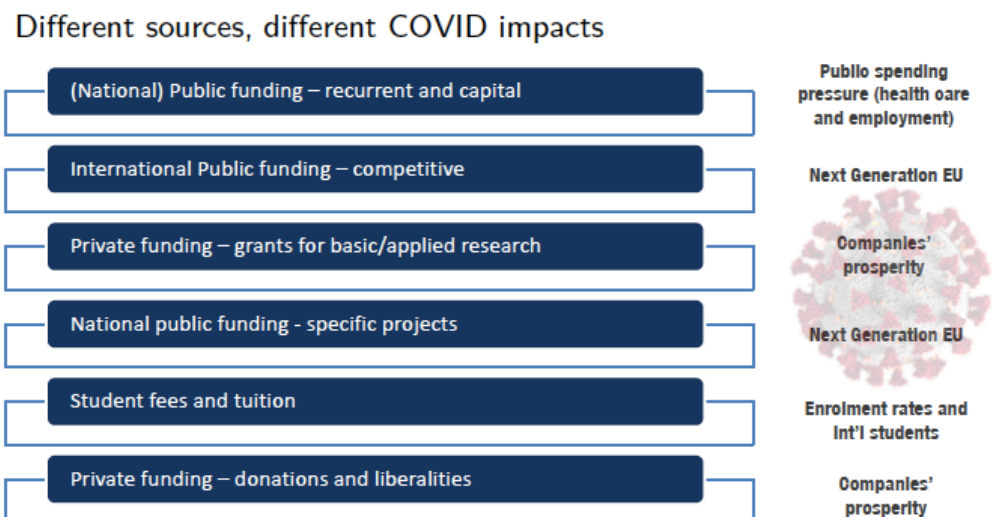 Different sources, different COVID impacts
(National) Public funding – recurrent and capital
Public spending
pressure (health care
and employment)
International Public funding – competitive
Next Generation EU
Private funding – grants for basic/applied research
Companies'
prosperity
National public funding - specific projects
Next Generation EU
Student fees and tuition
Enrolment rates and
Int'l students
Private funding – donations and liberalities
Companies'
prosperity